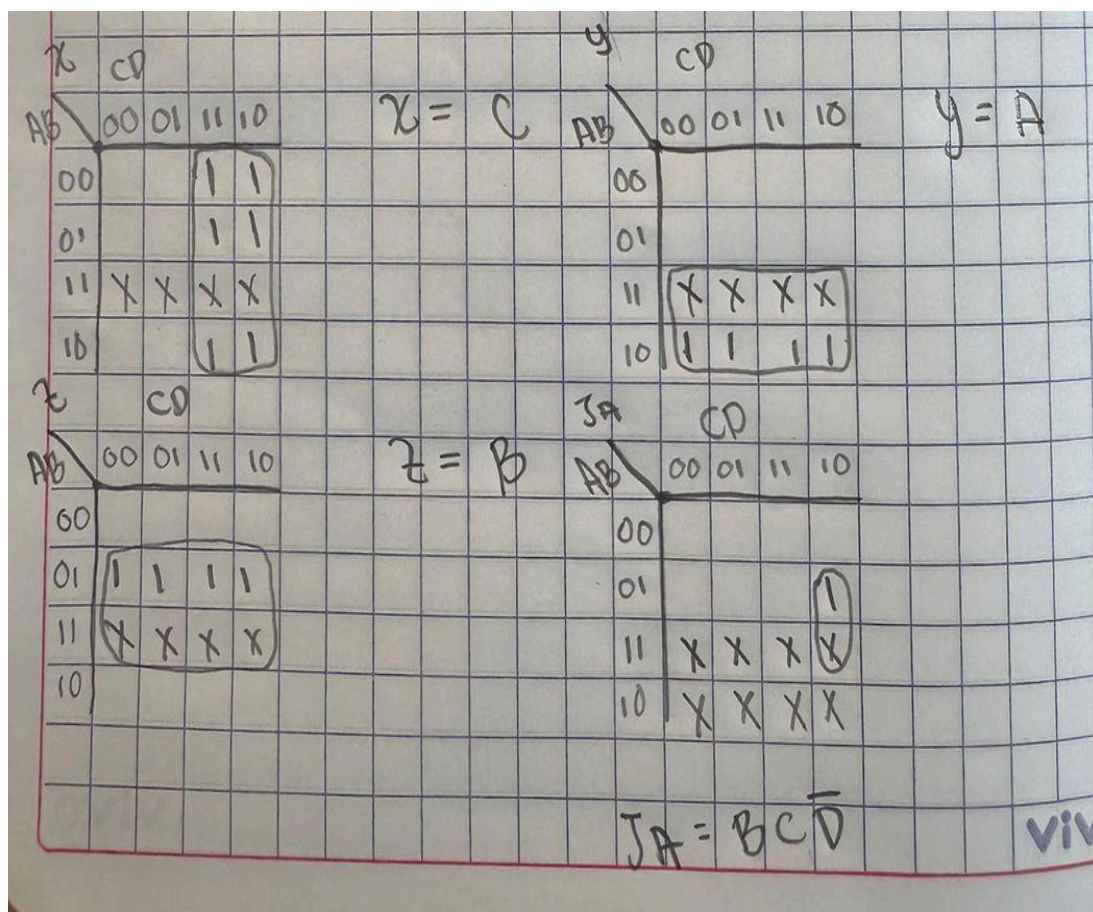 x CD
AB 00 01 11 10
00 1 1
01 1 1
11 X X X X
10 1 1
x = C
y CD
AB 00 01 11 10
00
01
11 X X X X
10 1 1 1 1
y = A
z CD
AB 00 01 11 10
00
01 1 1 1 1
11 X X X X
10
z = B
JA CD
AB 00 01 11 10
00
01 1
11 X X X X
10 X X X X
JA = B C D̅
viv